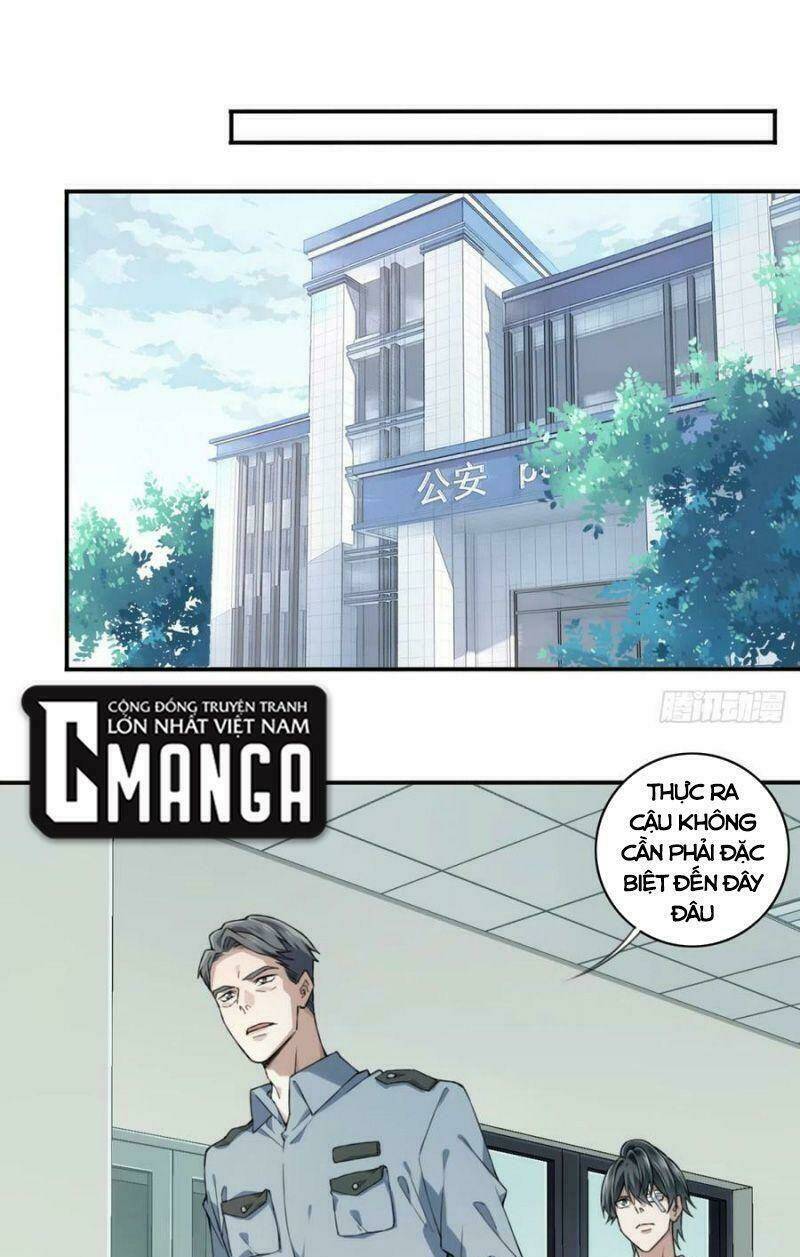 公安
CỘNG ĐỒNG TRUYỆN TRANH
LỚN NHẤT VIỆT NAM
CMANGA
腾讯动漫
THỰC RA
CẬU KHÔNG
CẦN PHẢI ĐẶC
BIỆT ĐẾN ĐÂY
ĐÂU